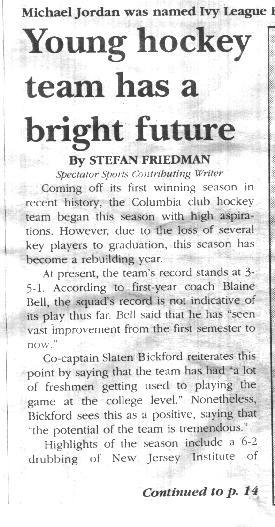 Michael Jordan was named Ivy League
Young hockey
team has a
bright future
By STEFAN FRIEDMAN
Spectator Sports Contributing Writer
Coming off its first winning season in
recent history, the Columbia club hockey
team began this season with high aspira-
tions. However, due to the loss of several
key players to graduation, this season has
become a rebuilding year.
At present, the team's record stands at 3-
5-1. According to first-year coach Blaine
Bell, the squad's record is not indicative of
its play thus far. Bell said that he has "seen
vast improvement from the first semester to
now."
Co-captain Slaten Bickford reiterates this
point by saying that the team has had "a lot
of freshmen getting used to playing the
game at the college level." Nonetheless,
Bickford sees this as a positive, saying that
"the potential of the team is tremendous."
Highlights of the season include a 6-2
drubbing of New Jersey Institute of
Continued to p. 14